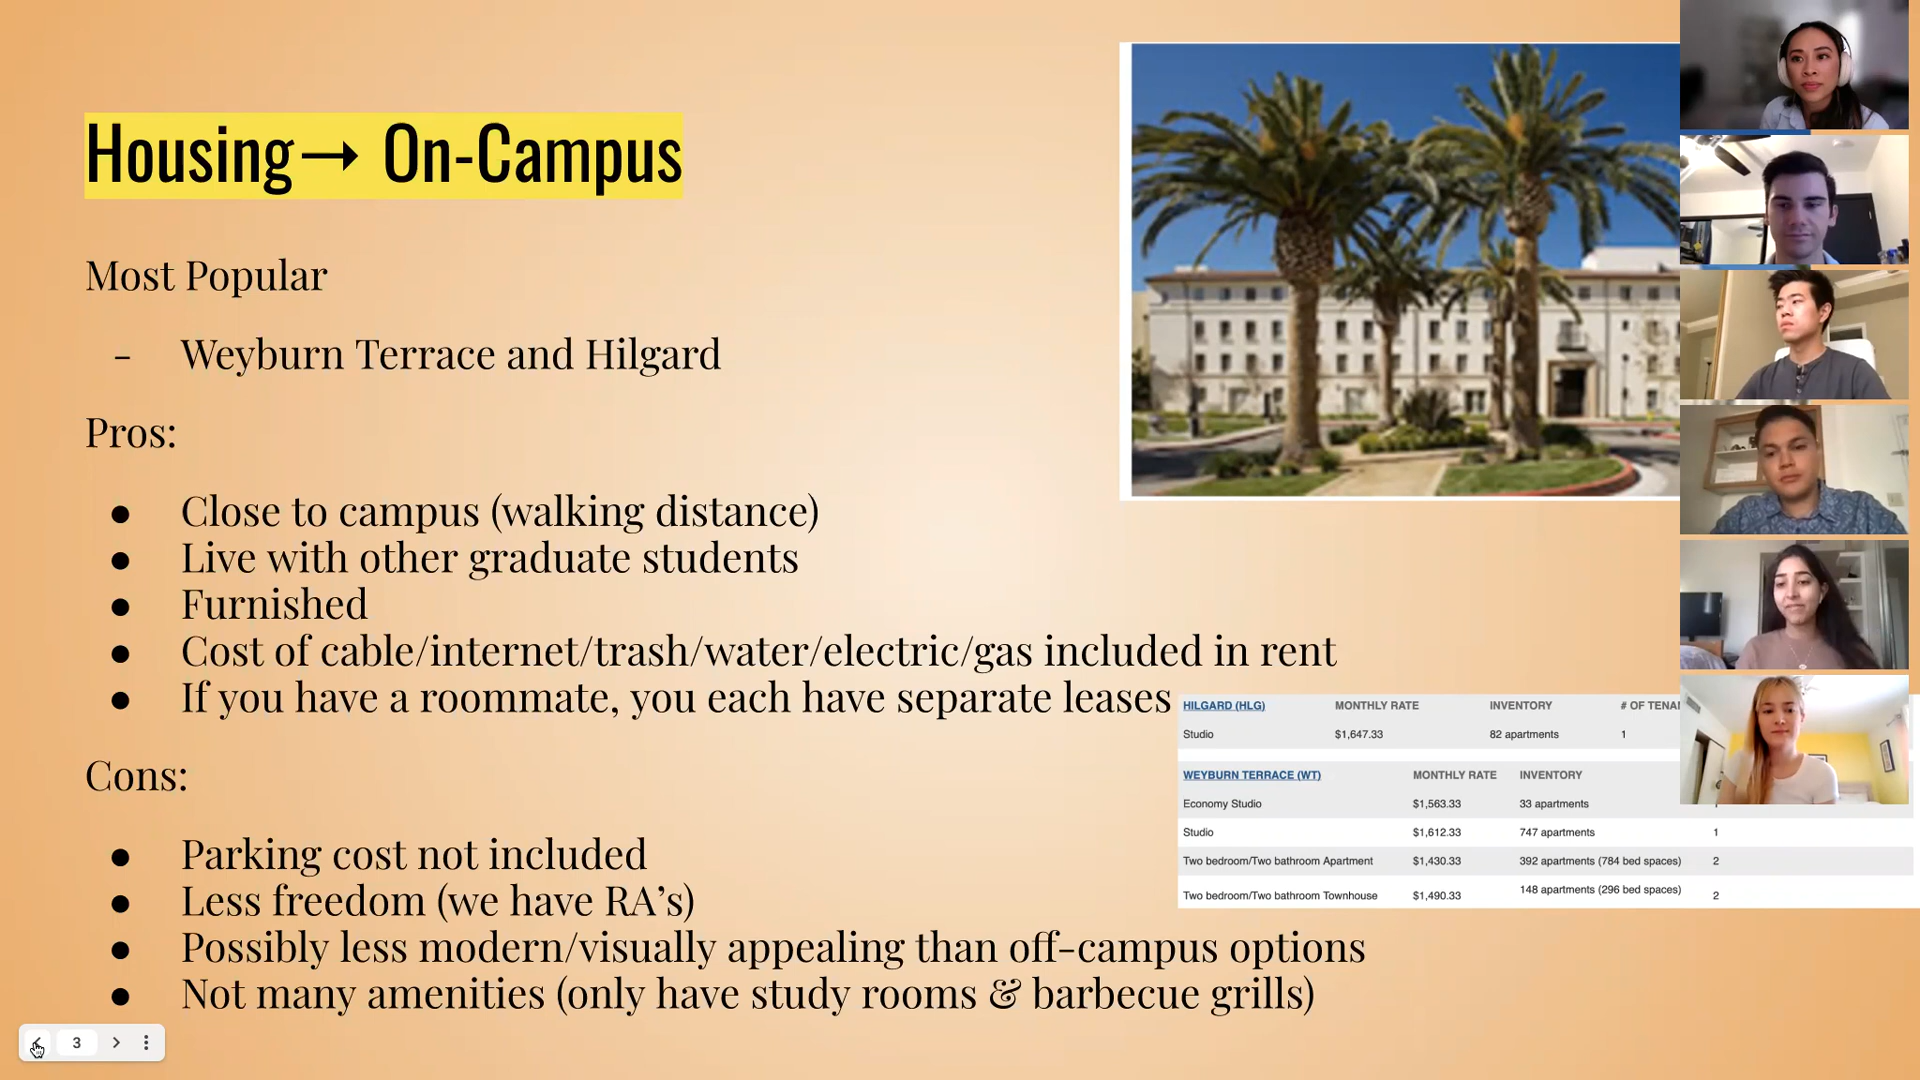 Housing→ On-Campus
Most Popular
- Weyburn Terrace and Hilgard
Pros:
● Close to campus (walking distance)
● Live with other graduate students
● Furnished
● Cost of cable/internet/trash/water/electric/gas included in rent
● If you have a roommate, you each have separate leases
HILGARD (HLG) MONTHLY RATE INVENTORY # OF
Studio $1,647.33 82 apartments 1
WEYBURN TERRACE (WT) MONTHLY RATE INVENTORY
Economy Studio $1,563.33 33 apartments
Studio $1,612.33 747 apartments 1
Two bedroom/Two bathroom Apartment $1,430.33 392 apartments (784 bed spaces) 2
Two bedroom/Two bathroom Townhouse $1,490.33 148 apartments (296 bed spaces) 2
Cons:
● Parking cost not included
● Less freedom (we have RA’s)
● Possibly less modern/visually appealing than off-campus options
● Not many amenities (only have study rooms & barbecue grills)
3